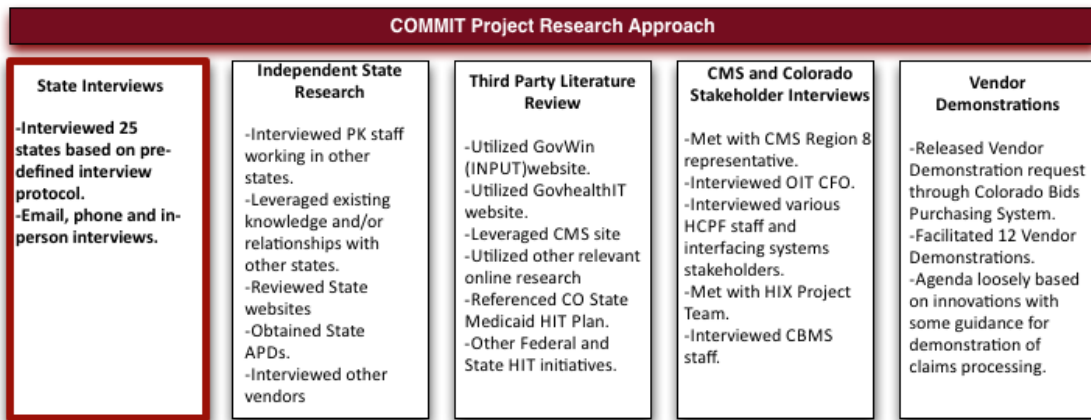 COMMIT Project Research Approach
State Interviews
-Interviewed 25
states based on pre-
defined interview
protocol.
-Email, phone and in-
person interviews.
Independent State
Research
-Interviewed PK staff
working in other
states.
-Leveraged existing
knowledge and/or
relationships with
other states.
-Reviewed State
websites
-Obtained State
APDs.
-Interviewed other
vendors
Third Party Literature
Review
-Utilized GovWin
(INPUT)website.
-Utilized GovhealthIT
website.
-Leveraged CMS site
-Utilized other relevant
online research
-Referenced CO State
Medicaid HIT Plan.
-Other Federal and
State HIT initiatives.
CMS and Colorado
Stakeholder Interviews
-Met with CMS Region 8
representative.
-Interviewed OIT CFO.
-Interviewed various
HCPF staff and
interfacing systems
stakeholders.
-Met with HIX Project
Team.
-Interviewed CBMS
staff.
Vendor
Demonstrations
-Released Vendor
Demonstration request
through Colorado Bids
Purchasing System.
-Facilitated 12 Vendor
Demonstrations.
-Agenda loosely based
on innovations with
some guidance for
demonstration of
claims processing.